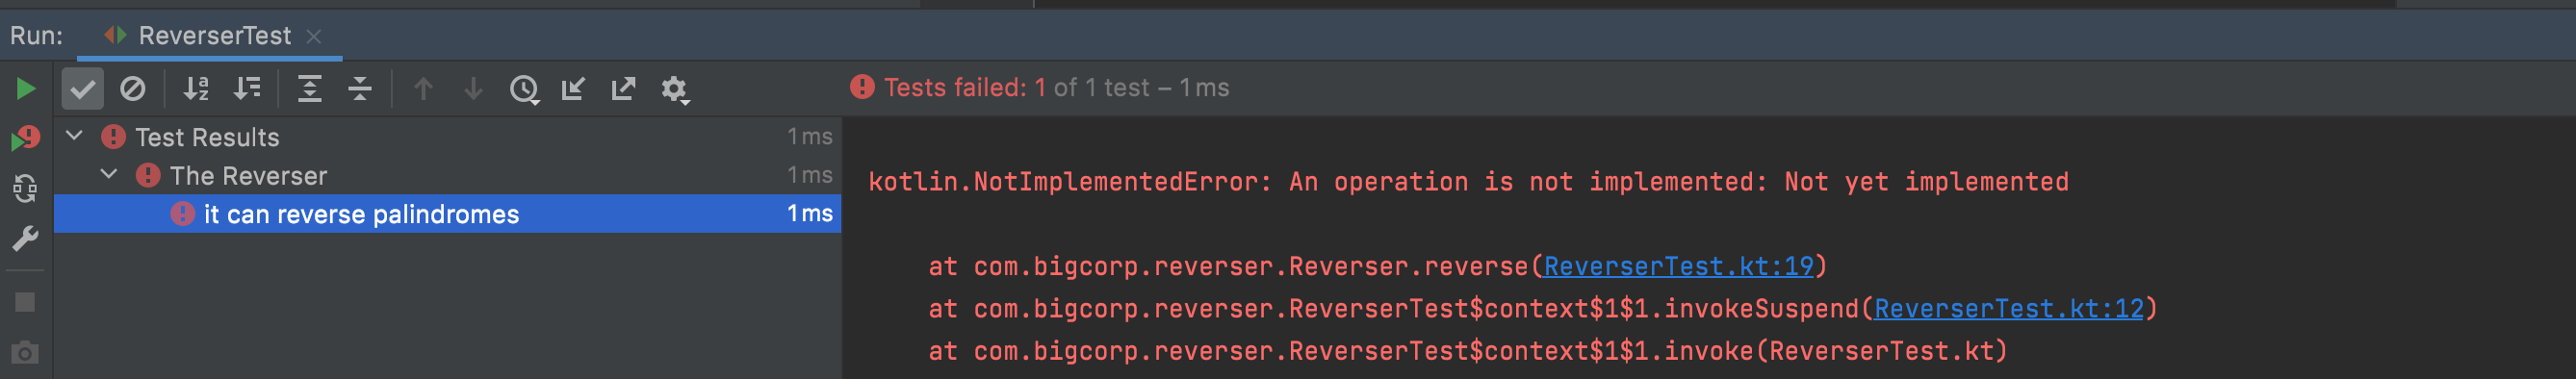 Run: ReverserTest
Tests failed: 1 of 1 test – 1 ms
Test Results 1 ms
The Reverser 1 ms
it can reverse palindromes 1 ms
kotlin.NotImplementedError: An operation is not implemented: Not yet implemented
at com.bigcorp.reverser.Reverser.reverse(ReverserTest.kt:19)
at com.bigcorp.reverser.ReverserTest$context$1$1.invokeSuspend(ReverserTest.kt:12)
at com.bigcorp.reverser.ReverserTest$context$1$1.invoke(ReverserTest.kt)